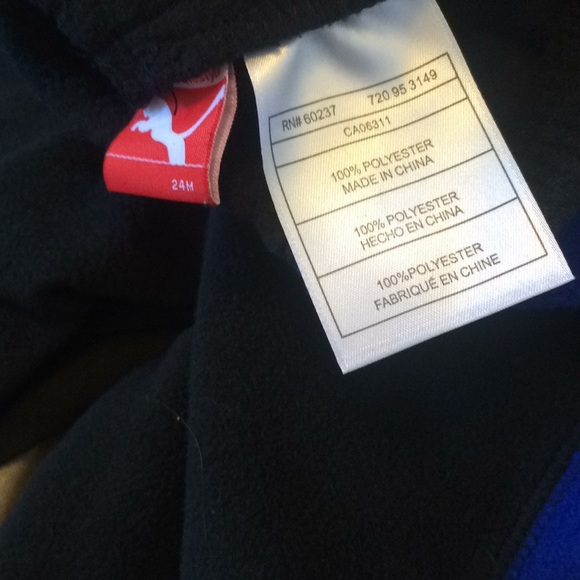 24M
RN# 60237 720 95 3149
CA06311
100% POLYESTER
MADE IN CHINA
100% POLYESTER
HECHO EN CHINA
100%POLYESTER
FABRIQUÉ EN CHINE